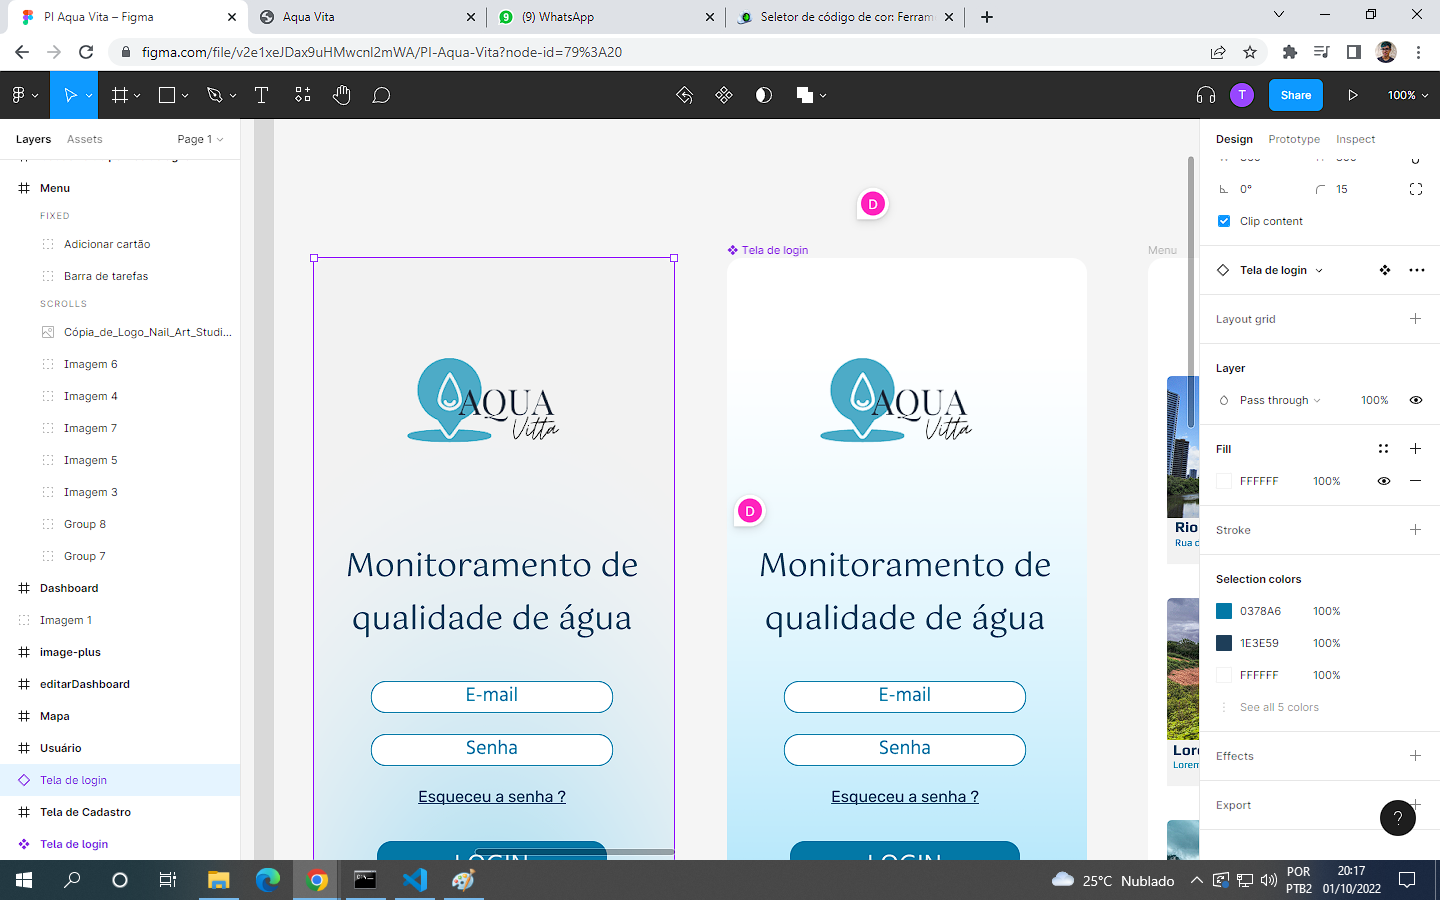 PI Aqua Vita – Figma
Aqua Vita
(9) WhatsApp
Seletor de código de cor: Ferram
figma.com/file/v2e1xeJDax9uHMwcnl2mWA/PI-Aqua-Vita?node-id=79%3A20
T
Share
100%
Layers
Assets
Page 1
Menu
FIXED
Adicionar cartão
Barra de tarefas
SCROLLS
Cópia_de_Logo_Nail_Art_Studi...
Imagem 6
Imagem 4
Imagem 7
Imagem 5
Imagem 3
Group 8
Group 7
Dashboard
Imagem 1
image-plus
editarDashboard
Mapa
Usuário
Tela de login
Tela de Cadastro
Tela de login
AQUA
Vitta
Monitoramento de
qualidade de água
E-mail
Senha
Esqueceu a senha ?
LOGIN
D
Tela de login
AQUA
Vitta
D
Monitoramento de
qualidade de água
E-mail
Senha
Esqueceu a senha ?
LOGIN
Menu
Rio
Rua d
Lore
Lorem
Design
Prototype
Inspect
0°
15
Clip content
Tela de login
Layout grid
Layer
Pass through
100%
Fill
FFFFFF
100%
Stroke
Selection colors
0378A6
100%
1E3E59
100%
FFFFFF
100%
See all 5 colors
Effects
Export
?
25°C Nublado
POR
PTB2
20:17
01/10/2022